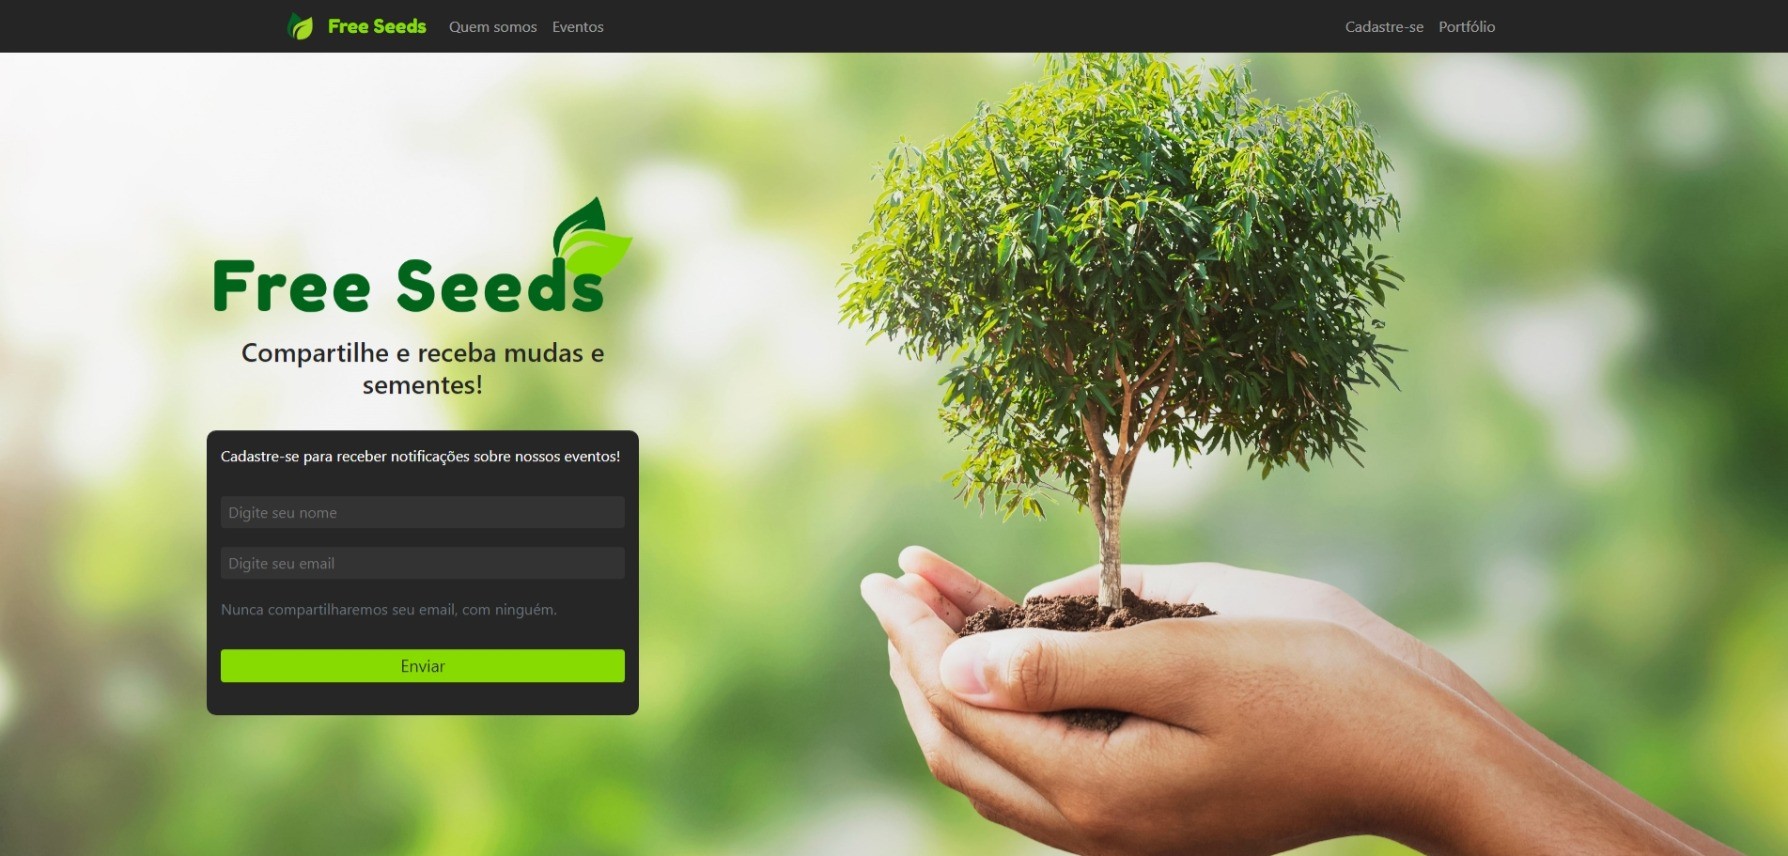 Free Seeds Quem somos Eventos Cadastre-se Portfólio
Free Seeds
Compartilhe e receba mudas e
sementes!
Cadastre-se para receber notificações sobre nossos eventos!
Digite seu nome
Digite seu email
Nunca compartilharemos seu email, com ninguém.
Enviar